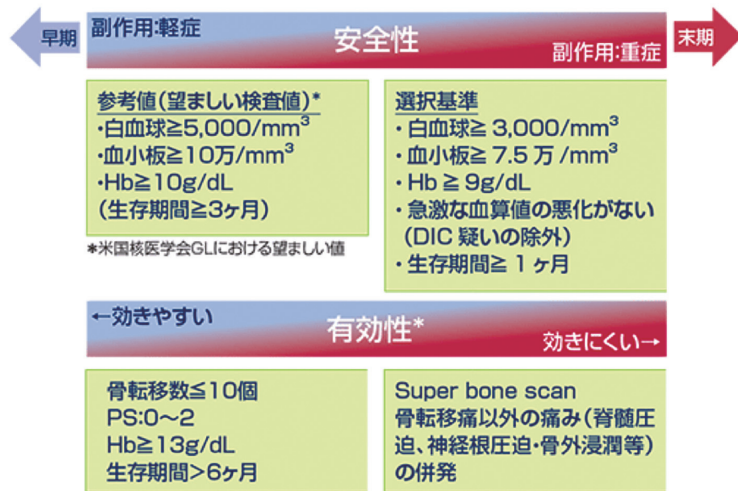 早期
副作用:軽症
安全性
副作用:重症
末期
参考値(望ましい検査値)*
・白血球≧5,000/mm³
・血小板≧10万/mm³
・Hb≧10g/dL
(生存期間≧3ヶ月)
*米国核医学会GLにおける望ましい値
選択基準
・白血球≧3,000/mm³
・血小板≧7.5万/mm³
・Hb≧9g/dL
・急激な血算値の悪化がない
(DIC疑いの除外)
・生存期間≧1ヶ月
←効きやすい
有効性*
効きにくい→
骨転移数≦10個
PS:0～2
Hb≧13g/dL
生存期間>6ヶ月
Super bone scan
骨転移痛以外の痛み(脊髄圧
迫、神経根圧迫・骨外浸潤等)
の併発